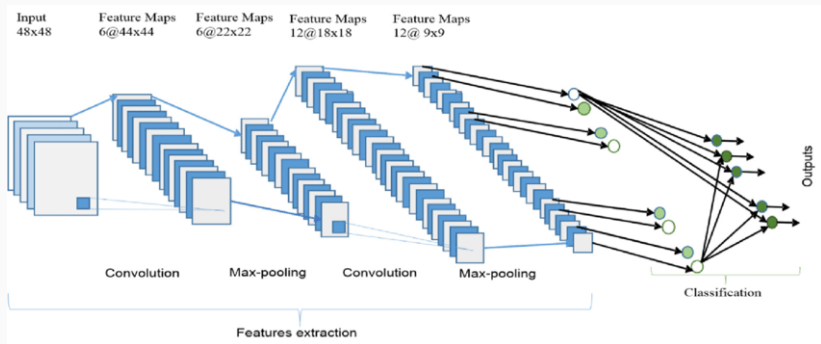 Input
48x48
Feature Maps
6@44x44
Feature Maps
6@22x22
Feature Maps
12@18x18
Feature Maps
12@ 9x9
Outputs
Convolution
Max-pooling
Convolution
Max-pooling
Classification
Features extraction